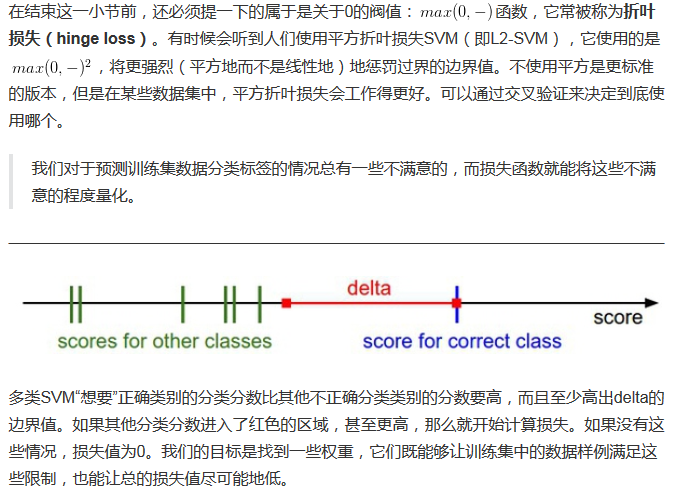 在结束这一小节前，还必须提一下的属于是关于0的阀值：max(0,−)函数，它常被称为折叶
损失（hinge loss）。有时候会听到人们使用平方折叶损失SVM（即L2-SVM），它使用的是
max(0,−)²，将更强烈（平方地而不是线性地）地惩罚过界的边界值。不使用平方是更标准
的版本，但是在某些数据集中，平方折叶损失会工作得更好。可以通过交叉验证来决定到底使
用哪个。
我们对于预测训练集数据分类标签的情况总有一些不满意的，而损失函数就能将这些不满
意的程度量化。
delta
score
scores for other classes
score for correct class
多类SVM“想要”正确类别的分类分数比其他不正确分类类别的分数要高，而且至少高出delta的
边界值。如果其他分类分数进入了红色的区域，甚至更高，那么就开始计算损失。如果没有这
些情况，损失值为0。我们的目标是找到一些权重，它们既能够让训练集中的数据样例满足这
些限制，也能让总的损失值尽可能地低。